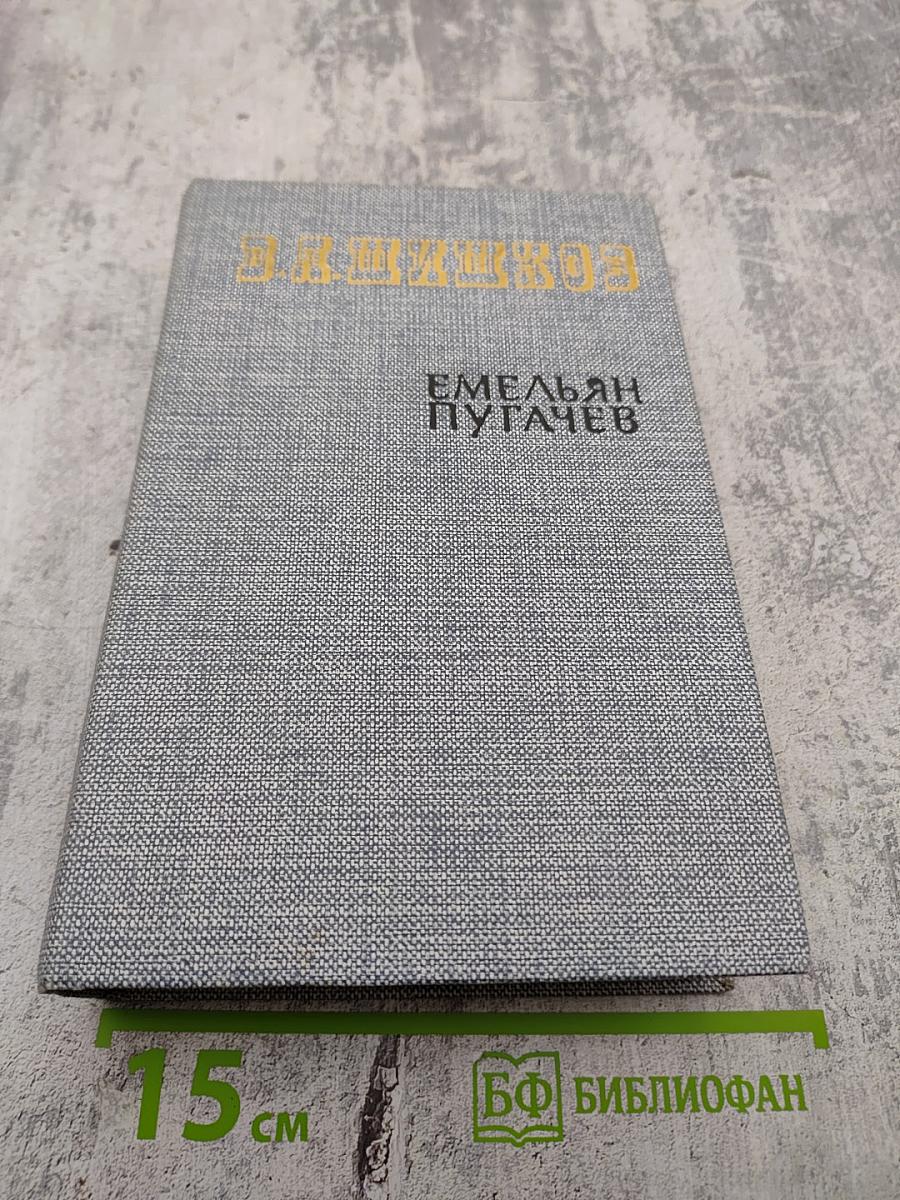 В.Я.ШИШКОВ
ЕМЕЛЬЯН
ПУГАЧЕВ
15 см
БФ БИБЛИОФАН